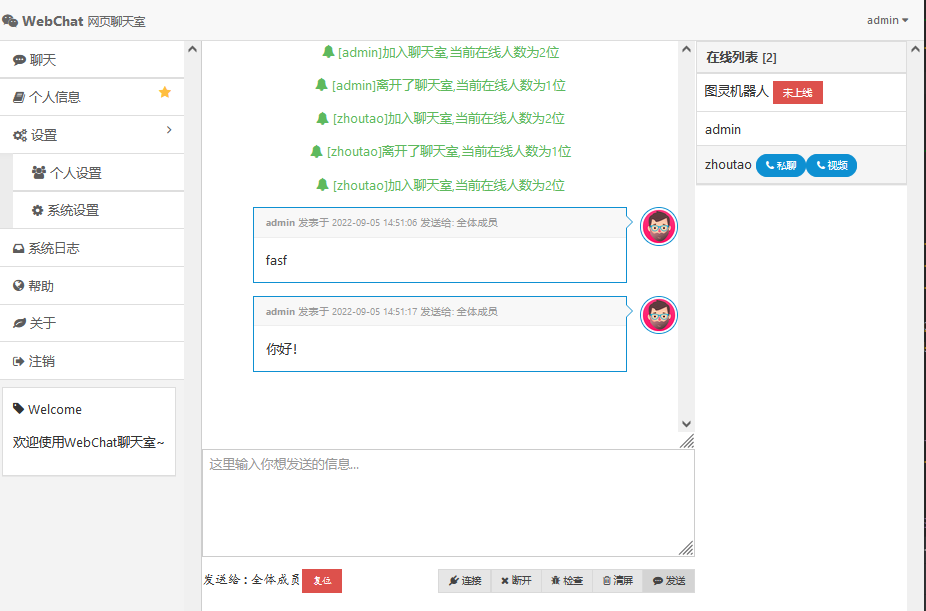 WebChat 网页聊天室
admin
聊天
个人信息
设置
个人设置
系统设置
系统日志
帮助
关于
注销
Welcome
欢迎使用WebChat聊天室~
[admin]加入聊天室,当前在线人数为2位
[admin]离开了聊天室,当前在线人数为1位
[zhoutao]加入聊天室,当前在线人数为2位
[zhoutao]离开了聊天室,当前在线人数为1位
[zhoutao]加入聊天室,当前在线人数为2位
admin 发表于 2022-09-05 14:51:06 发送给: 全体成员
fasf
admin 发表于 2022-09-05 14:51:17 发送给: 全体成员
你好!
这里输入你想发送的信息...
发送给:全体成员 复位
连接 断开 检查 清屏 发送
在线列表 [2]
图灵机器人 未上线
admin
zhoutao 私聊 视频